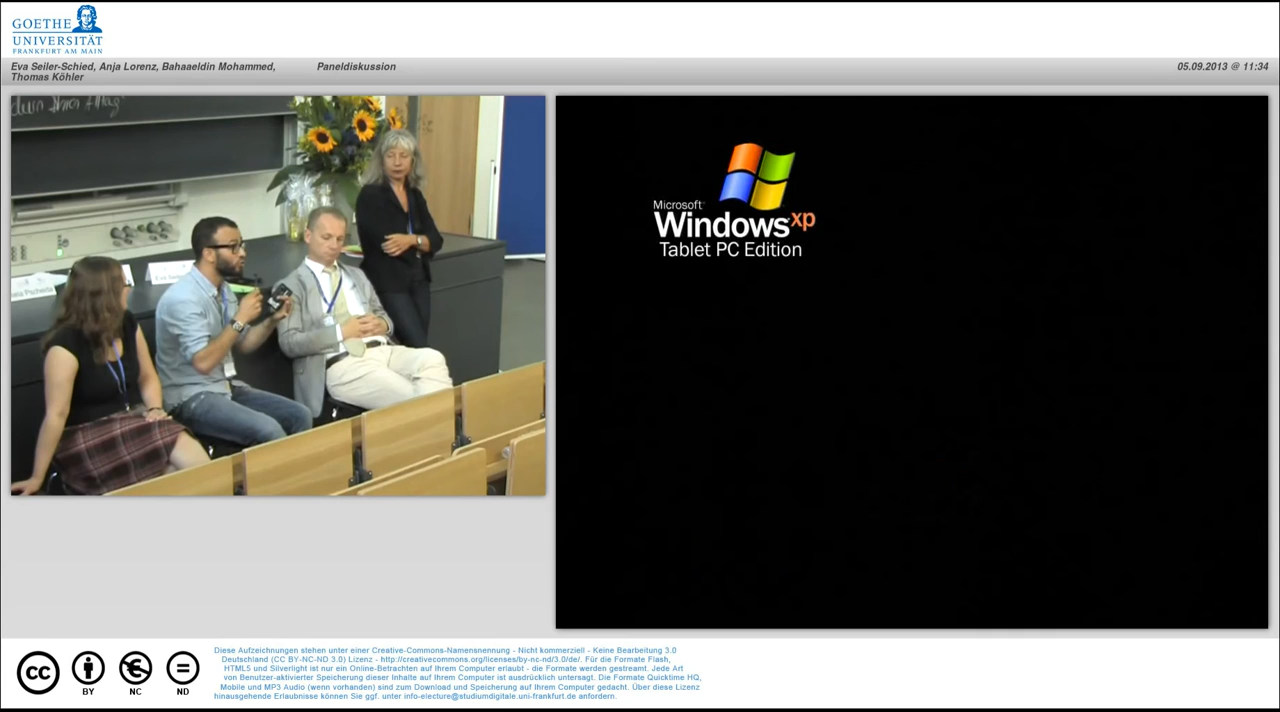 GOETHE
UNIVERSITÄT
FRANKFURT AM MAIN
Eva Seiler-Schied, Anja Lorenz, Bahaaeldin Mohammed,
Thomas Köhler
Paneldiskussion
05.09.2013 @ 11:34
Pscheida
Microsoft
Windows xp
Tablet PC Edition
cc
BY
NC
ND
Diese Aufzeichnungen stehen unter einer Creative-Commons-Namensnennung - Nicht kommerziell - Keine Bearbeitung 3.0
Deutschland (CC BY-NC-ND 3.0) Lizenz - http://creativecommons.org/licenses/by-nc-nd/3.0/de/. Für die Formate Flash,
HTML5 und Silverlight ist nur ein Online-Betrachten auf Ihrem Computer erlaubt - die Formate werden gestreamt. Jede Art
von Benutzer-aktivierter Speicherung dieser Inhalte auf Ihrem Computer ist ausdrücklich untersagt. Die Formate Quicktime HQ,
Mobile und MP3 Audio (wenn vorhanden) sind zum Download und Speicherung auf Ihrem Computer gedacht. Über diese Lizenz
hinausgehende Erlaubnisse können Sie ggf. unter info-electure@studiumdigitale.uni-frankfurt.de anfordern.